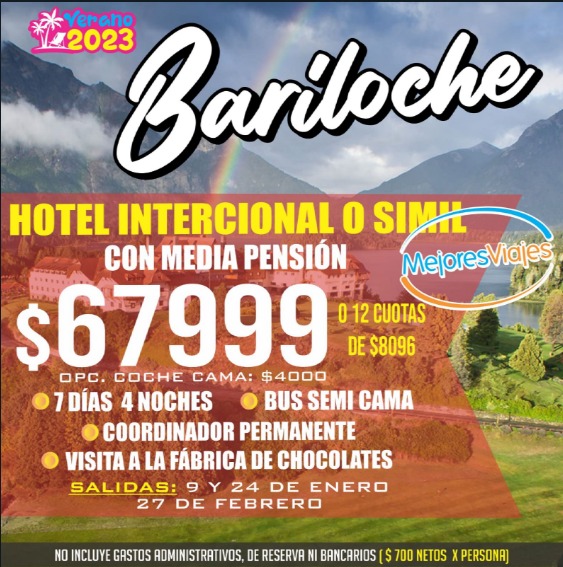 Verano
2023
Bariloche
HOTEL INTERCIONAL O SIMIL
CON MEDIA PENSIÓN
MejoresViajes
$67999
O 12 CUOTAS
DE $8096
OPC. COCHE CAMA: $4000
7 DÍAS 4 NOCHES
BUS SEMI CAMA
COORDINADOR PERMANENTE
VISITA A LA FÁBRICA DE CHOCOLATES
SALIDAS: 9 Y 24 DE ENERO
27 DE FEBRERO
NO INCLUYE GASTOS ADMINISTRATIVOS, DE RESERVA NI BANCARIOS ( $ 700 NETOS X PERSONA)